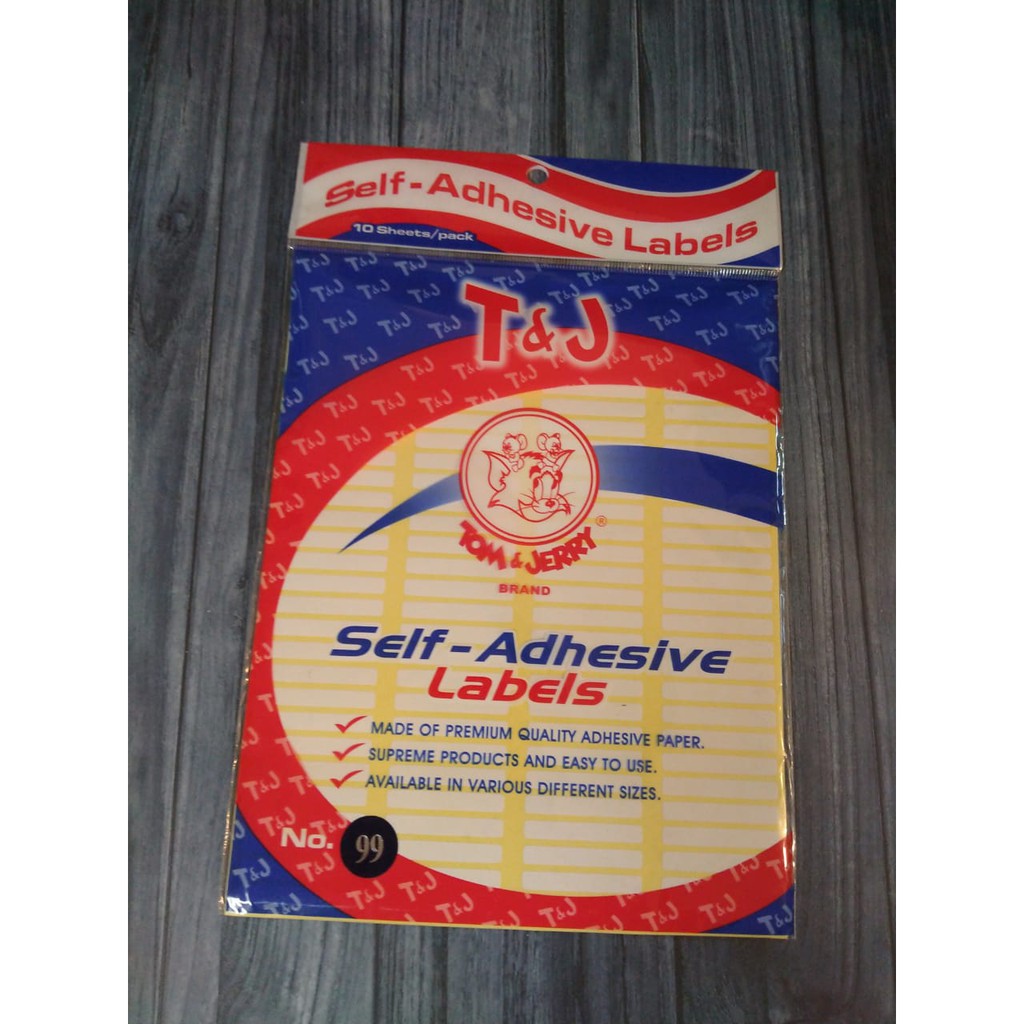 Self-Adhesive Labels
10 Sheets/pack
T&J
TOM & JERRY®
BRAND
Self-Adhesive
Labels
MADE OF PREMIUM QUALITY ADHESIVE PAPER.
SUPREME PRODUCTS AND EASY TO USE.
AVAILABLE IN VARIOUS DIFFERENT SIZES.
No. 99